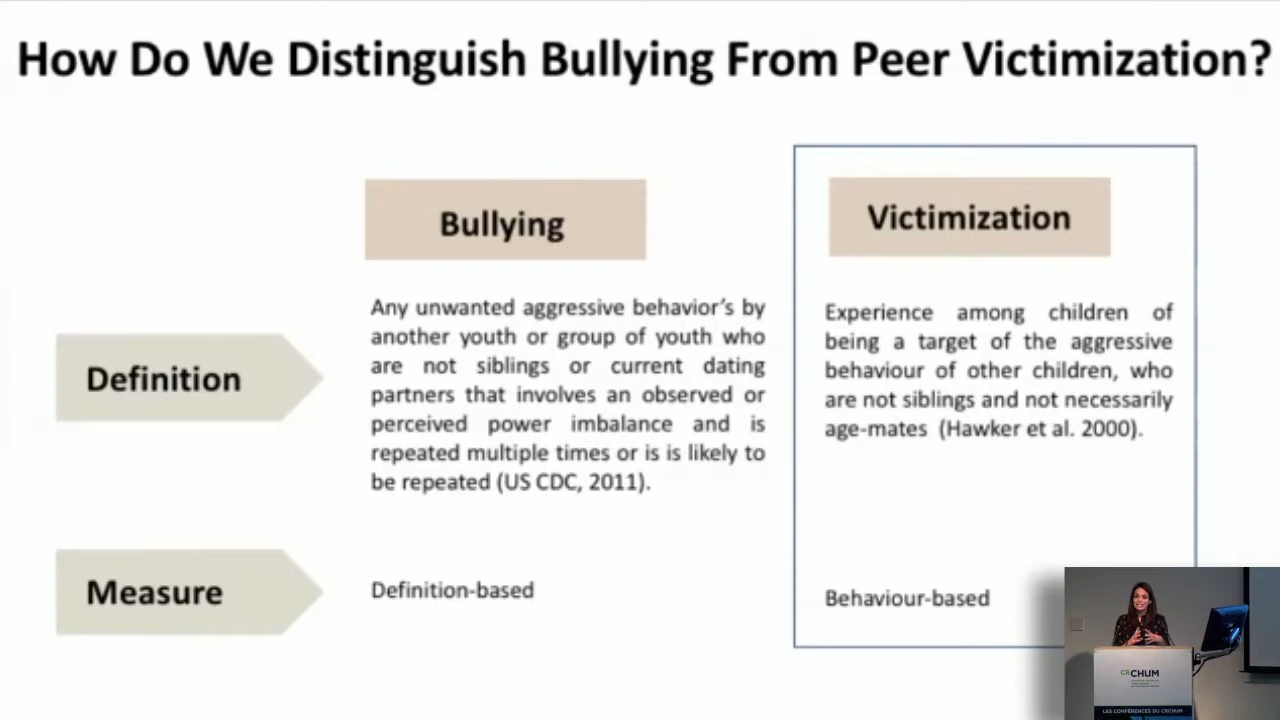 How Do We Distinguish Bullying From Peer Victimization?
Bullying
Victimization
Definition
Any unwanted aggressive behavior's by
another youth or group of youth who
are not siblings or current dating
partners that involves an observed or
perceived power imbalance and is
repeated multiple times or is is likely to
be repeated (US CDC, 2011).
Experience among children of
being a target of the aggressive
behaviour of other children, who
are not siblings and not necessarily
age-mates (Hawker et al. 2000).
Measure
Definition-based
Behaviour-based
CRCHUM
LES CONFÉRENCES DU CRCHUM